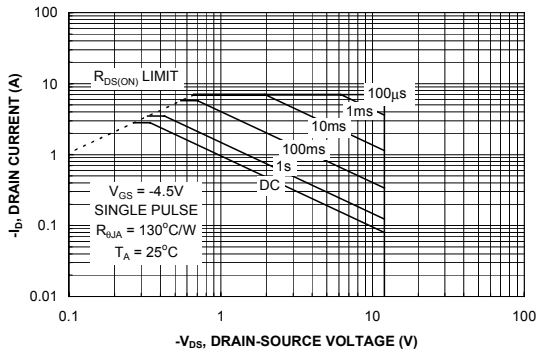 100
10
1
0.1
0.01
0.1
1
10
100
-I_D, DRAIN CURRENT (A)
-V_DS, DRAIN-SOURCE VOLTAGE (V)
R_DS(ON) LIMIT
100μs
1ms
10ms
100ms
1s
DC
V_GS = -4.5V
SINGLE PULSE
R_θJA = 130°C/W
T_A = 25°C